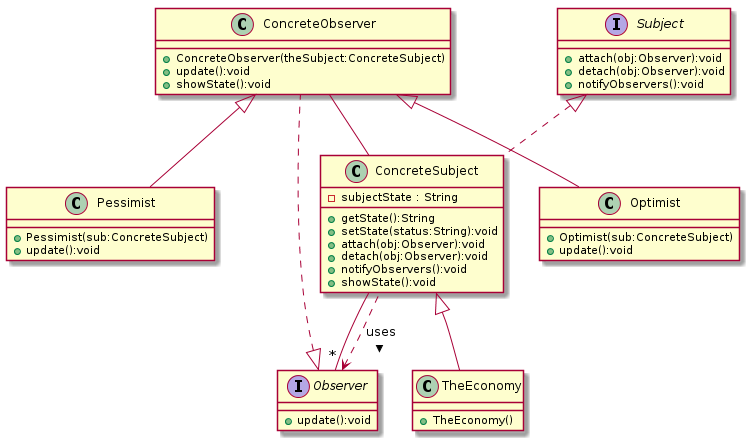 C ConcreteObserver
ConcreteObserver(theSubject:ConcreteSubject)
update():void
showState():void
I Subject
attach(obj:Observer):void
detach(obj:Observer):void
notifyObservers():void
C Pessimist
Pessimist(sub:ConcreteSubject)
update():void
C ConcreteSubject
subjectState : String
getState():String
setState(status:String):void
attach(obj:Observer):void
detach(obj:Observer):void
notifyObservers():void
showState():void
C Optimist
Optimist(sub:ConcreteSubject)
update():void
uses
*
I Observer
update():void
C TheEconomy
TheEconomy()